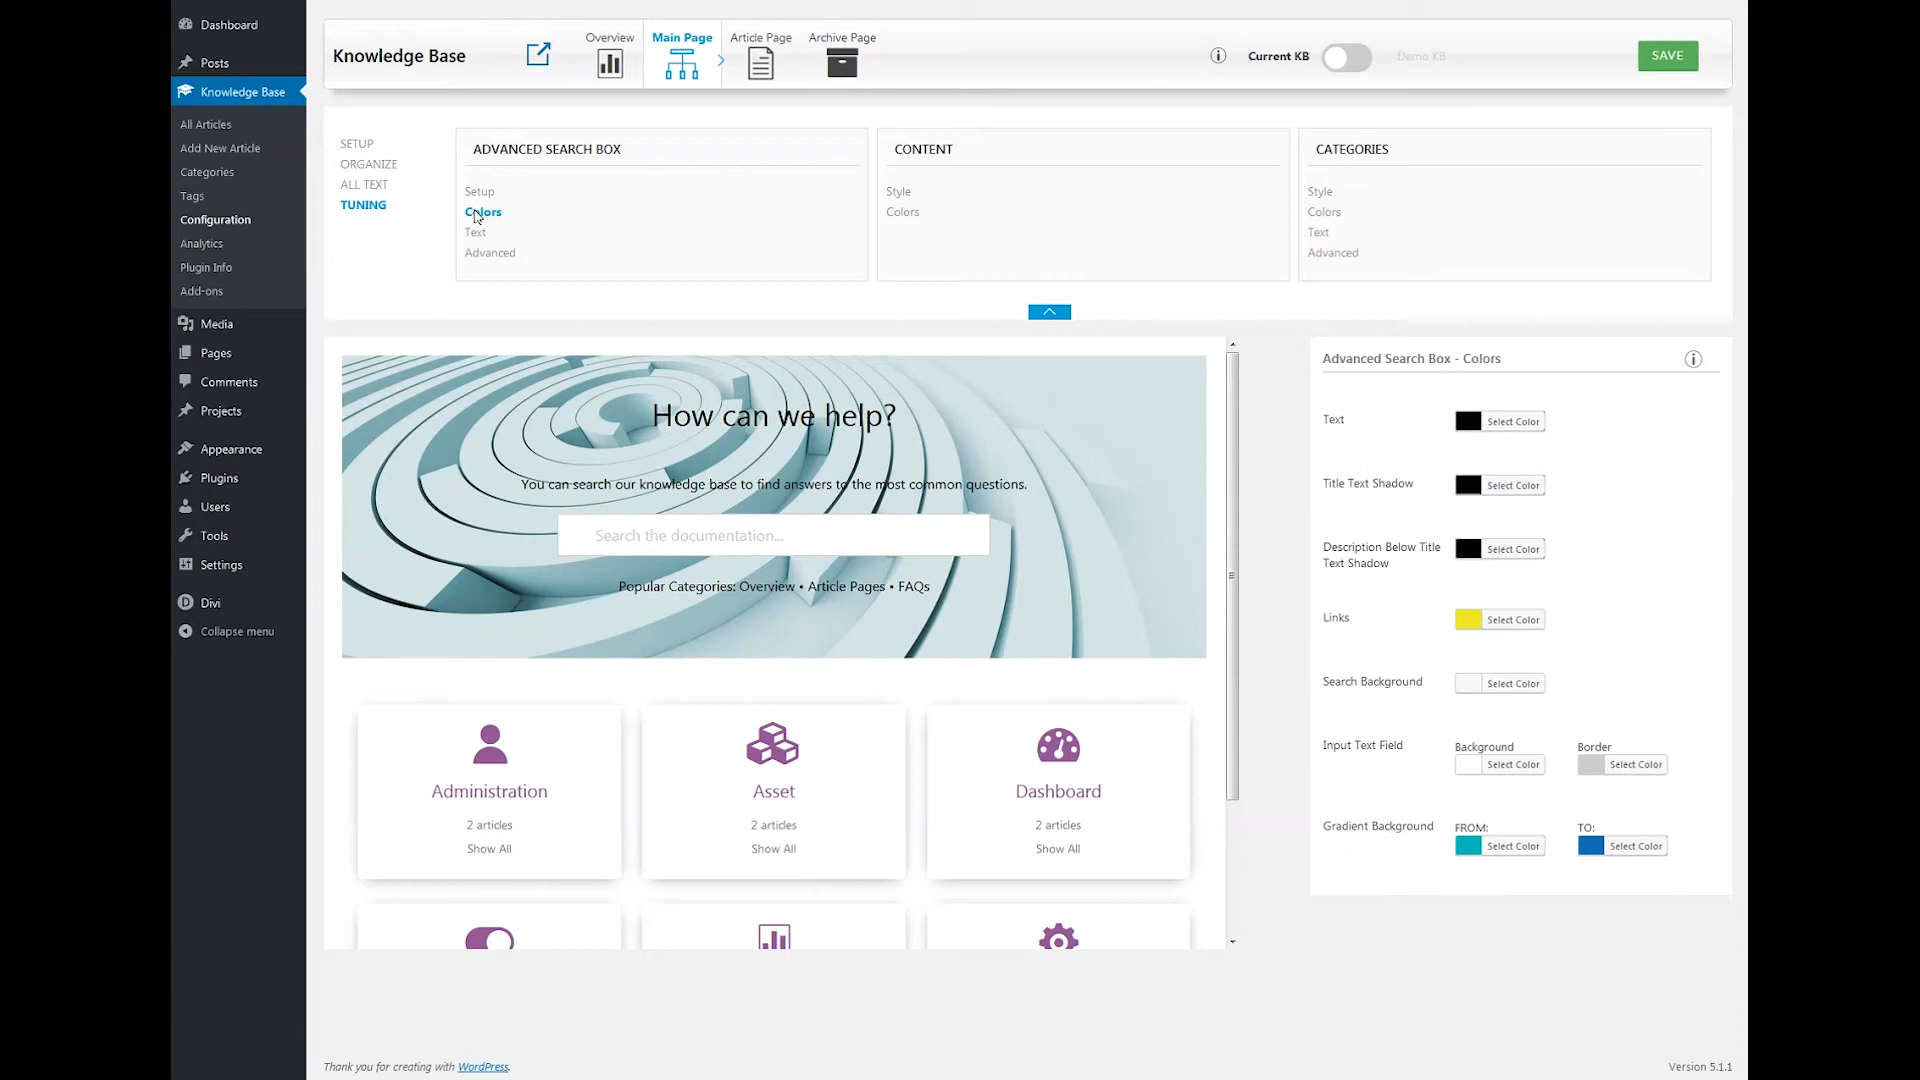 Dashboard
Posts
Knowledge Base
All Articles
Add New Article
Categories
Tags
Configuration
Analytics
Plugin Info
Add-ons
Media
Pages
Comments
Projects
Appearance
Plugins
Users
Tools
Settings
Divi
Collapse menu
Knowledge Base
Overview
Main Page
Article Page
Archive Page
Current KB
Demo KB
SAVE
SETUP
ORGANIZE
ALL TEXT
TUNING
ADVANCED SEARCH BOX
Setup
Colors
Text
Advanced
CONTENT
Style
Colors
CATEGORIES
Style
Colors
Text
Advanced
How can we help?
You can search our knowledge base to find answers to the most common questions.
Search the documentation...
Popular Categories: Overview • Article Pages • FAQs
Administration
2 articles
Show All
Asset
2 articles
Show All
Dashboard
2 articles
Show All
Advanced Search Box - Colors
Text
Select Color
Title Text Shadow
Select Color
Description Below Title
Text Shadow
Select Color
Links
Select Color
Search Background
Select Color
Input Text Field
Background
Select Color
Border
Select Color
Gradient Background
FROM:
Select Color
TO:
Select Color
Thank you for creating with WordPress.
Version 5.1.1